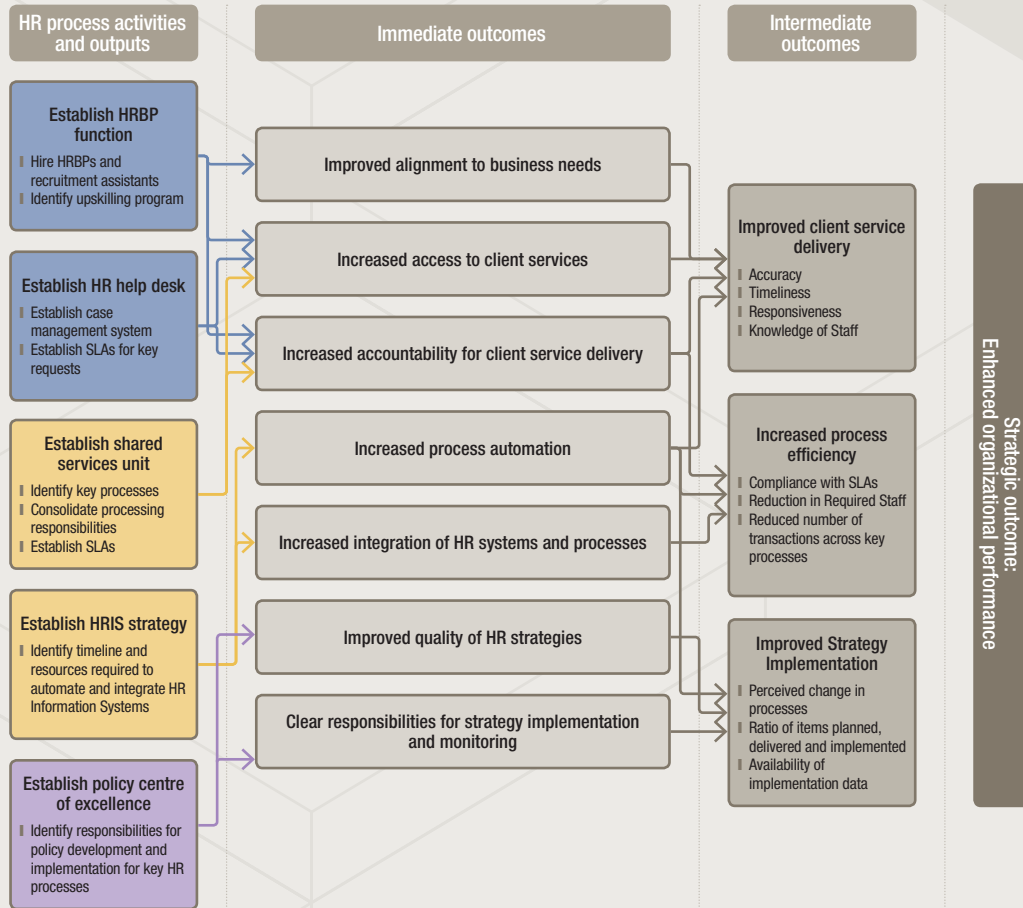 HR process activities
and outputs
Establish HRBP
function
Hire HRBPs and
recruitment assistants
Identify upskilling program
Establish HR help desk
Establish case
management system
Establish SLAs for key
requests
Establish shared
services unit
Identify key processes
Consolidate processing
responsibilities
Establish SLAs
Establish HRIS strategy
Identify timeline and
resources required to
automate and integrate HR
Information Systems
Establish policy centre
of excellence
Identify responsibilities for
policy development and
implementation for key HR
processes
Immediate outcomes
Improved alignment to business needs
Increased access to client services
Increased accountability for client service delivery
Increased process automation
Increased integration of HR systems and processes
Improved quality of HR strategies
Clear responsibilities for strategy implementation
and monitoring
Intermediate
outcomes
Improved client service
delivery
Accuracy
Timeliness
Responsiveness
Knowledge of Staff
Increased process
efficiency
Compliance with SLAs
Reduction in Required Staff
Reduced number of
transactions across key
processes
Improved Strategy
Implementation
Perceived change in
processes
Ratio of items planned,
delivered and implemented
Availability of
implementation data
Strategic outcome:
Enhanced organizational performance